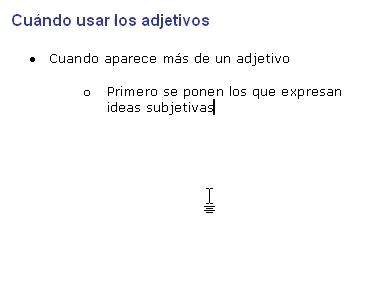 Cuándo usar los adjetivos
● Cuando aparece más de un adjetivo
o Primero se ponen los que expresan
ideas subjetivas